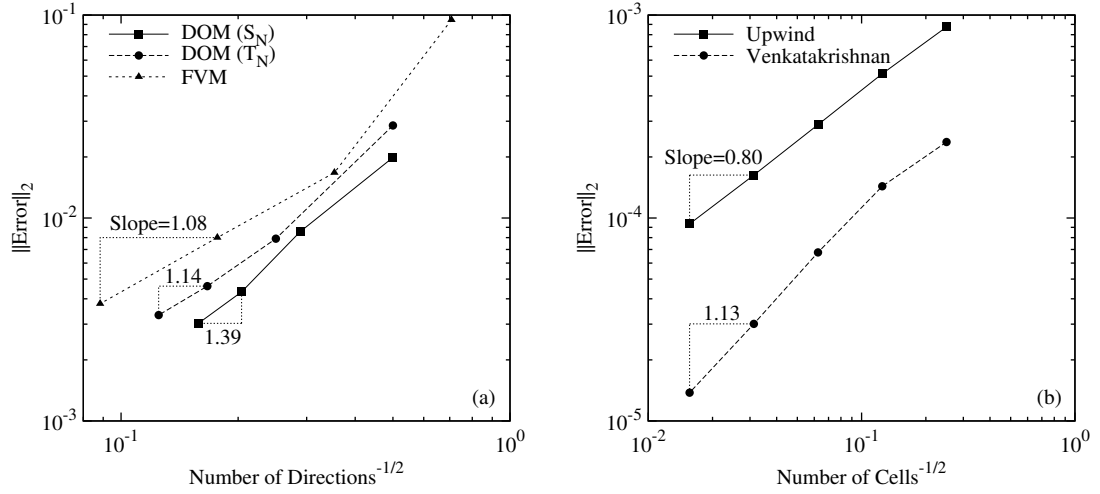 DOM (S_N)
DOM (T_N)
FVM
10^-1
10^-2
10^-3
||Error||_2
Slope=1.08
1.14
1.39
(a)
10^-1
10^0
Number of Directions^-1/2
Upwind
Venkatakrishnan
10^-3
10^-4
10^-5
||Error||_2
Slope=0.80
1.13
(b)
10^-2
10^-1
10^0
Number of Cells^-1/2